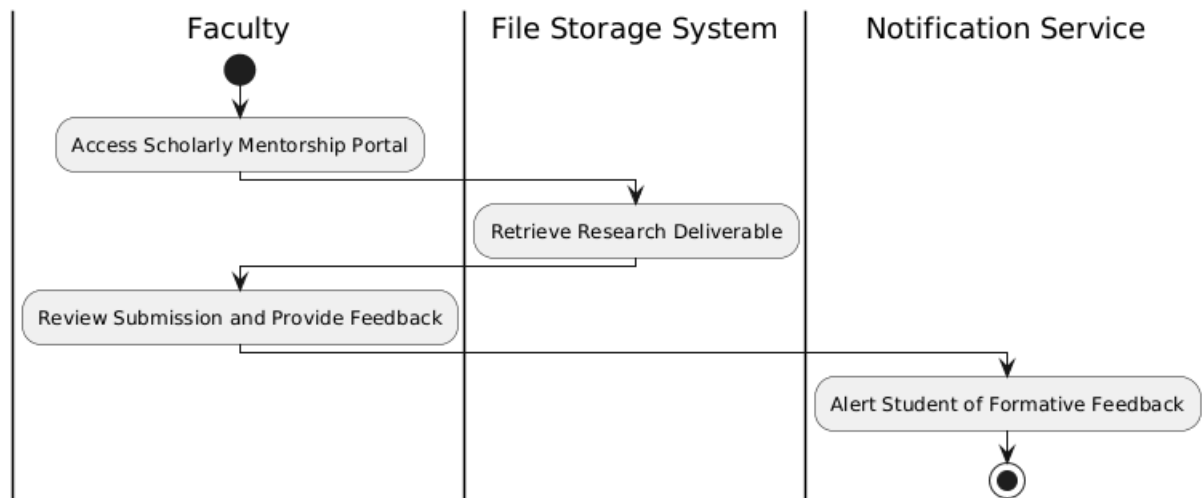 Faculty
File Storage System
Notification Service
Access Scholarly Mentorship Portal
Retrieve Research Deliverable
Review Submission and Provide Feedback
Alert Student of Formative Feedback